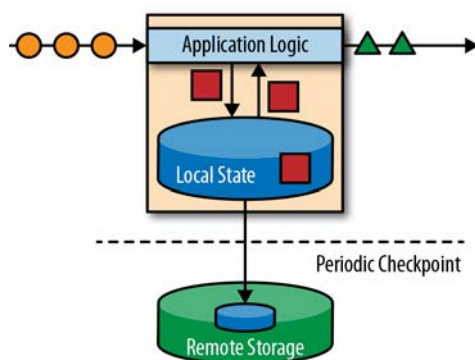 Application Logic
Local State
Periodic Checkpoint
Remote Storage